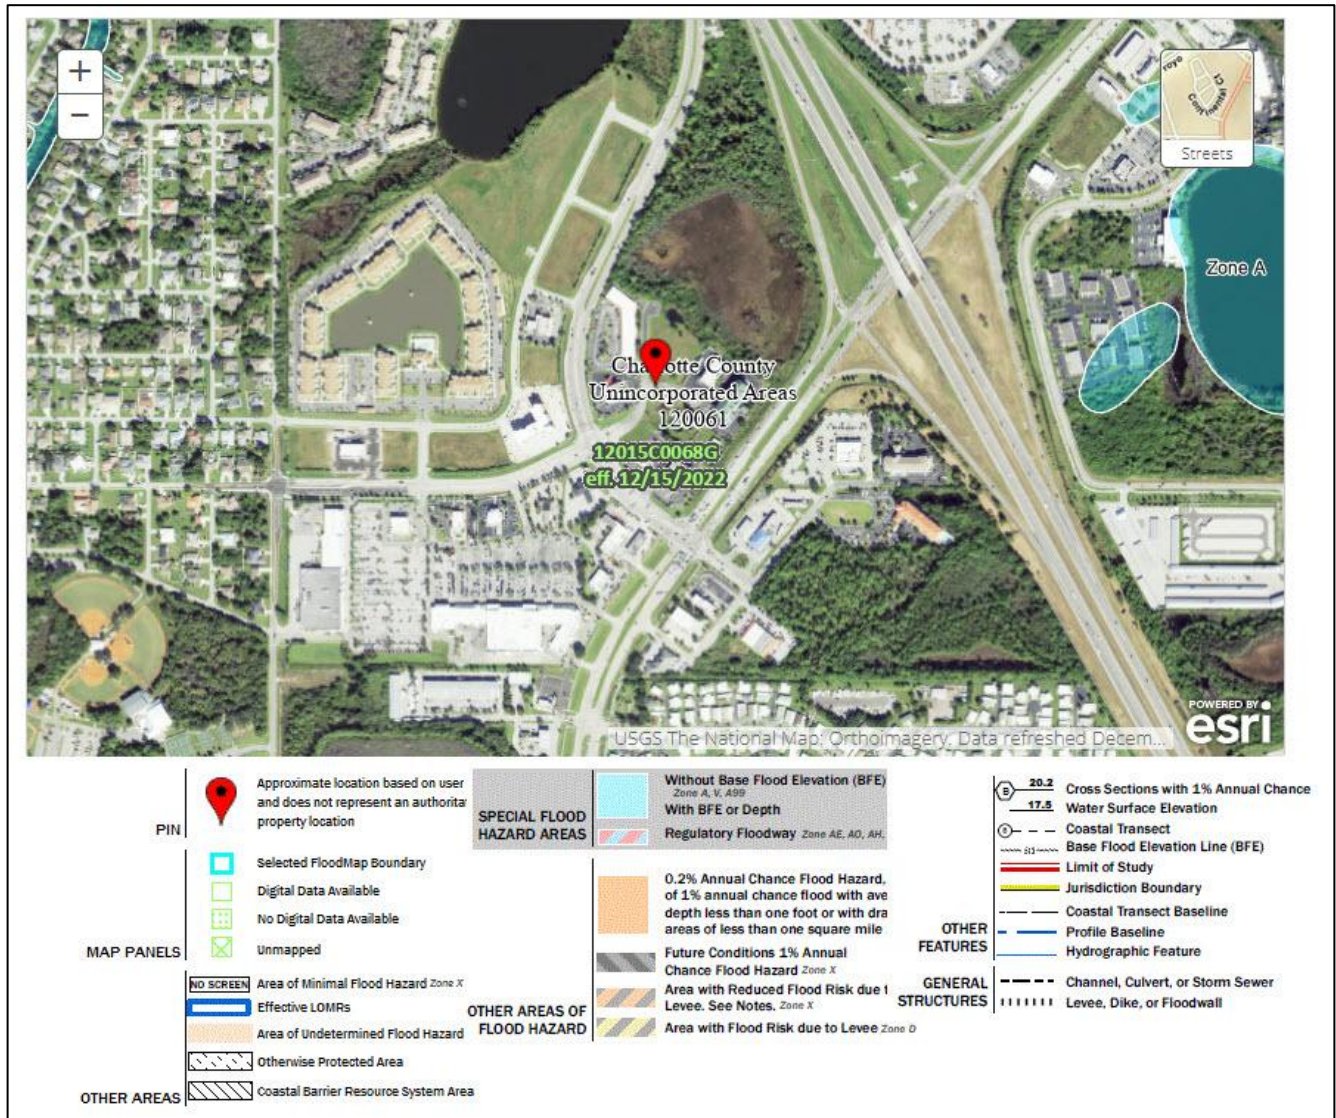 +
−
royo
Ct
Continental
Streets
Zone A
Charlotte County
Unincorporated Areas
120061
12015C0068G
eff. 12/15/2022
POWERED BY
esri
USGS The National Map: Orthoimagery. Data refreshed Decem...
PIN
Approximate location based on user
and does not represent an authorita
property location
MAP PANELS
Selected FloodMap Boundary
Digital Data Available
No Digital Data Available
Unmapped
OTHER AREAS
NO SCREEN Area of Minimal Flood Hazard Zone X
Effective LOMRs
Area of Undetermined Flood Hazard
Otherwise Protected Area
Coastal Barrier Resource System Area
SPECIAL FLOOD
HAZARD AREAS
Without Base Flood Elevation (BFE)
Zone A, V, A99
With BFE or Depth
Regulatory Floodway Zone AE, AO, AH,
OTHER AREAS OF
FLOOD HAZARD
0.2% Annual Chance Flood Hazard,
of 1% annual chance flood with ave
depth less than one foot or with dra
areas of less than one square mile
Future Conditions 1% Annual
Chance Flood Hazard Zone X
Area with Reduced Flood Risk due t
Levee. See Notes. Zone X
Area with Flood Risk due to Levee Zone D
OTHER
FEATURES
B 20.2 Cross Sections with 1% Annual Chance
17.5 Water Surface Elevation
8 Coastal Transect
513 Base Flood Elevation Line (BFE)
Limit of Study
Jurisdiction Boundary
Coastal Transect Baseline
Profile Baseline
Hydrographic Feature
GENERAL
STRUCTURES
Channel, Culvert, or Storm Sewer
Levee, Dike, or Floodwall